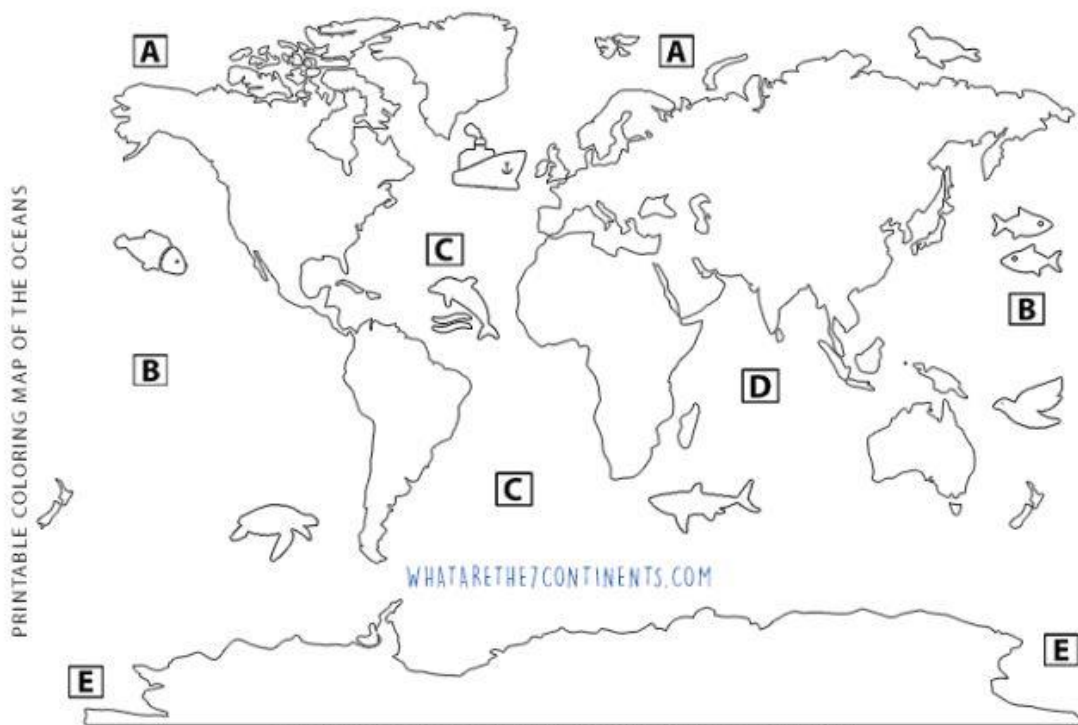 PRINTABLE COLORING MAP OF THE OCEANS
A
A
C
B
B
D
C
WHATARETHE7CONTINENTS.COM
E
E